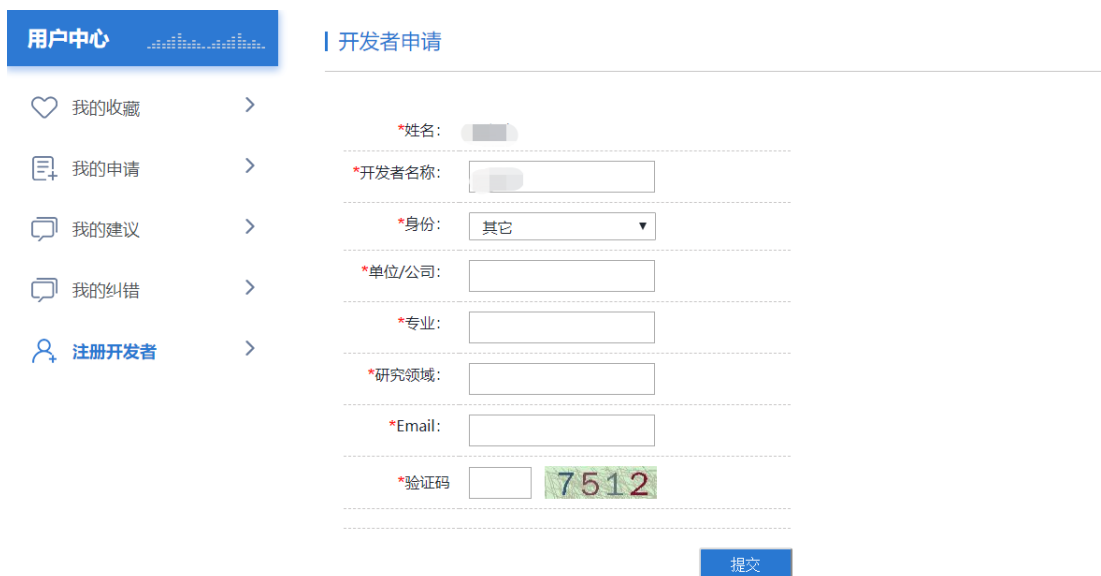 用户中心
我的收藏
我的申请
我的建议
我的纠错
注册开发者
开发者申请
*姓名：
*开发者名称：
*身份： 其它
*单位/公司：
*专业：
*研究领域：
*Email：
*验证码 7512
提交